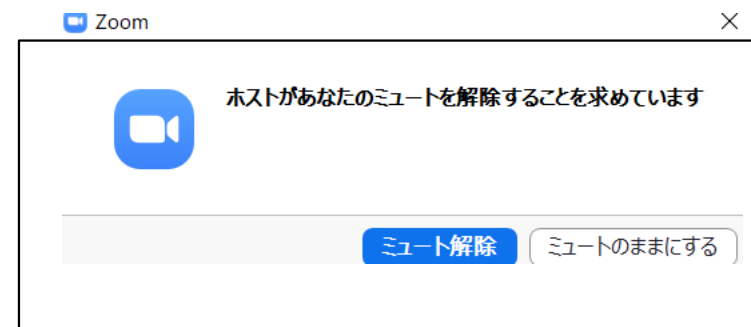 Zoom
ホストがあなたのミュートを解除することを求めています
ミュート解除 ミュートのままにする